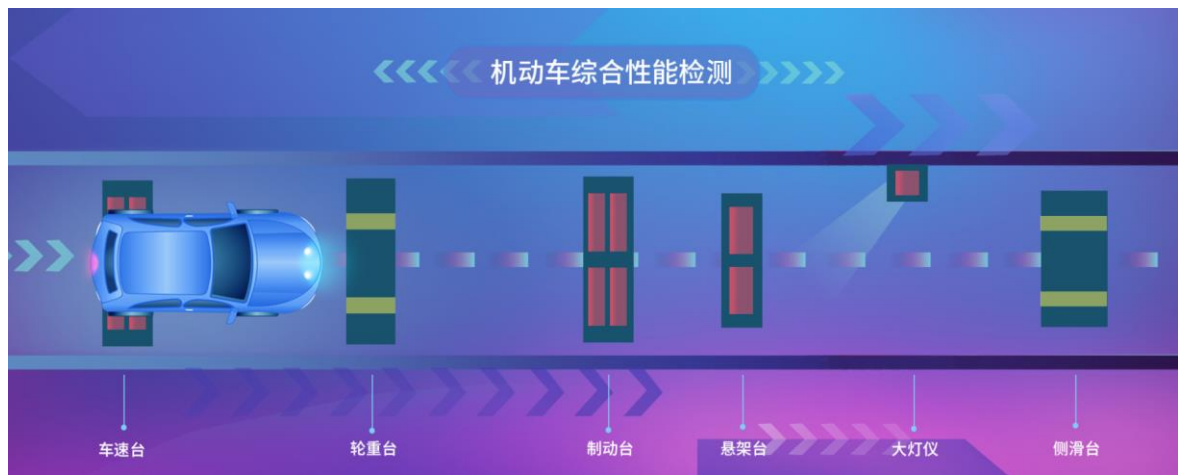 机动车综合性能检测
车速台
轮重台
制动台
悬架台
大灯仪
侧滑台